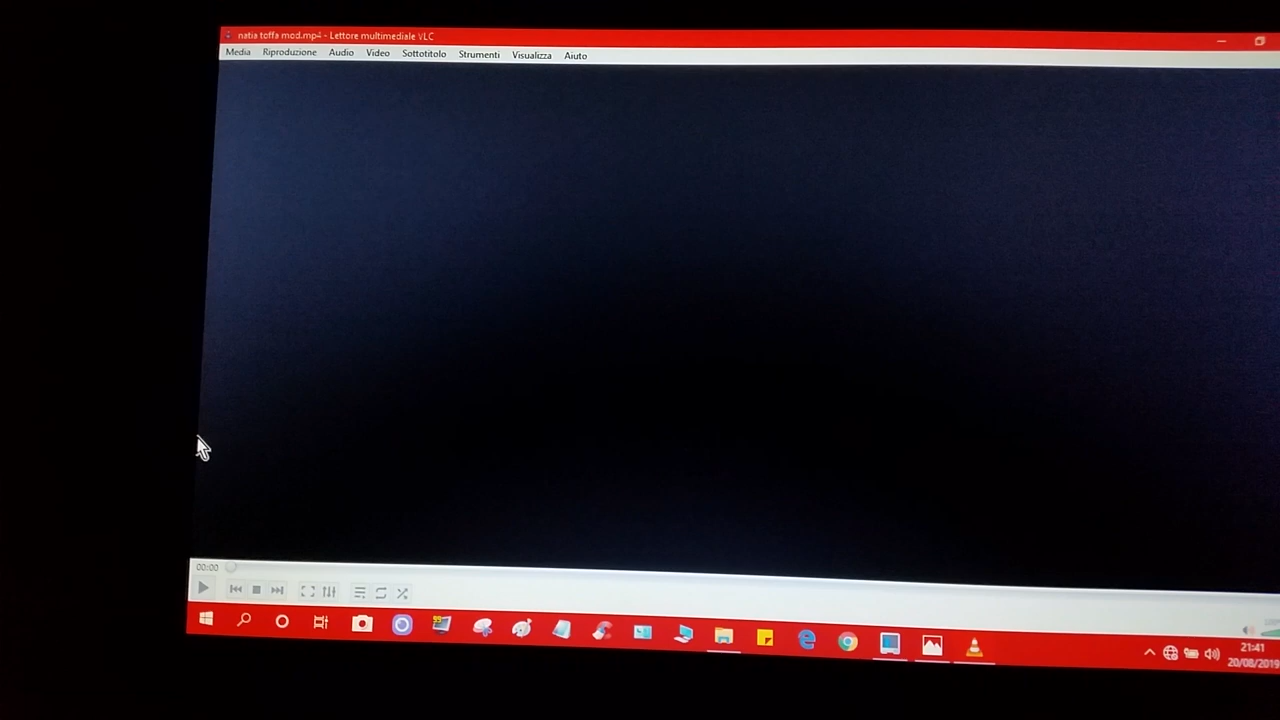 natia toffa mod.mp4 - Lettore multimediale VLC
Media Riproduzione Audio Video Sottotitolo Strumenti Visualizza Aiuto
00:00
99
21:41
20/08/2019